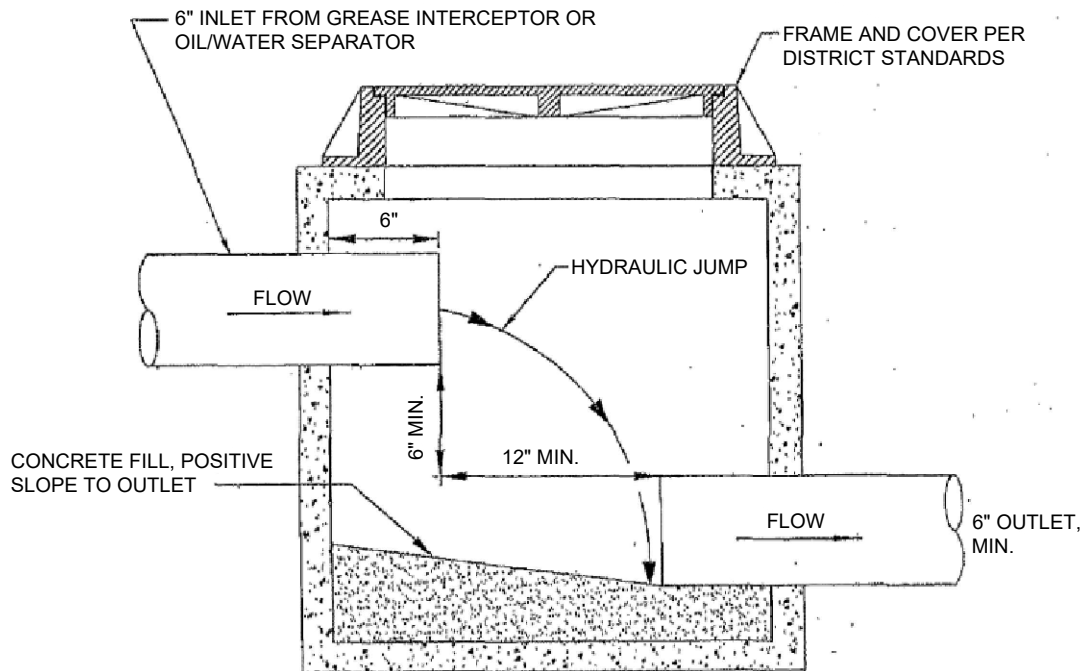 6" INLET FROM GREASE INTERCEPTOR OR
OIL/WATER SEPARATOR
FRAME AND COVER PER
DISTRICT STANDARDS
6"
HYDRAULIC JUMP
FLOW
6" MIN.
12" MIN.
CONCRETE FILL, POSITIVE
SLOPE TO OUTLET
FLOW
6" OUTLET,
MIN.